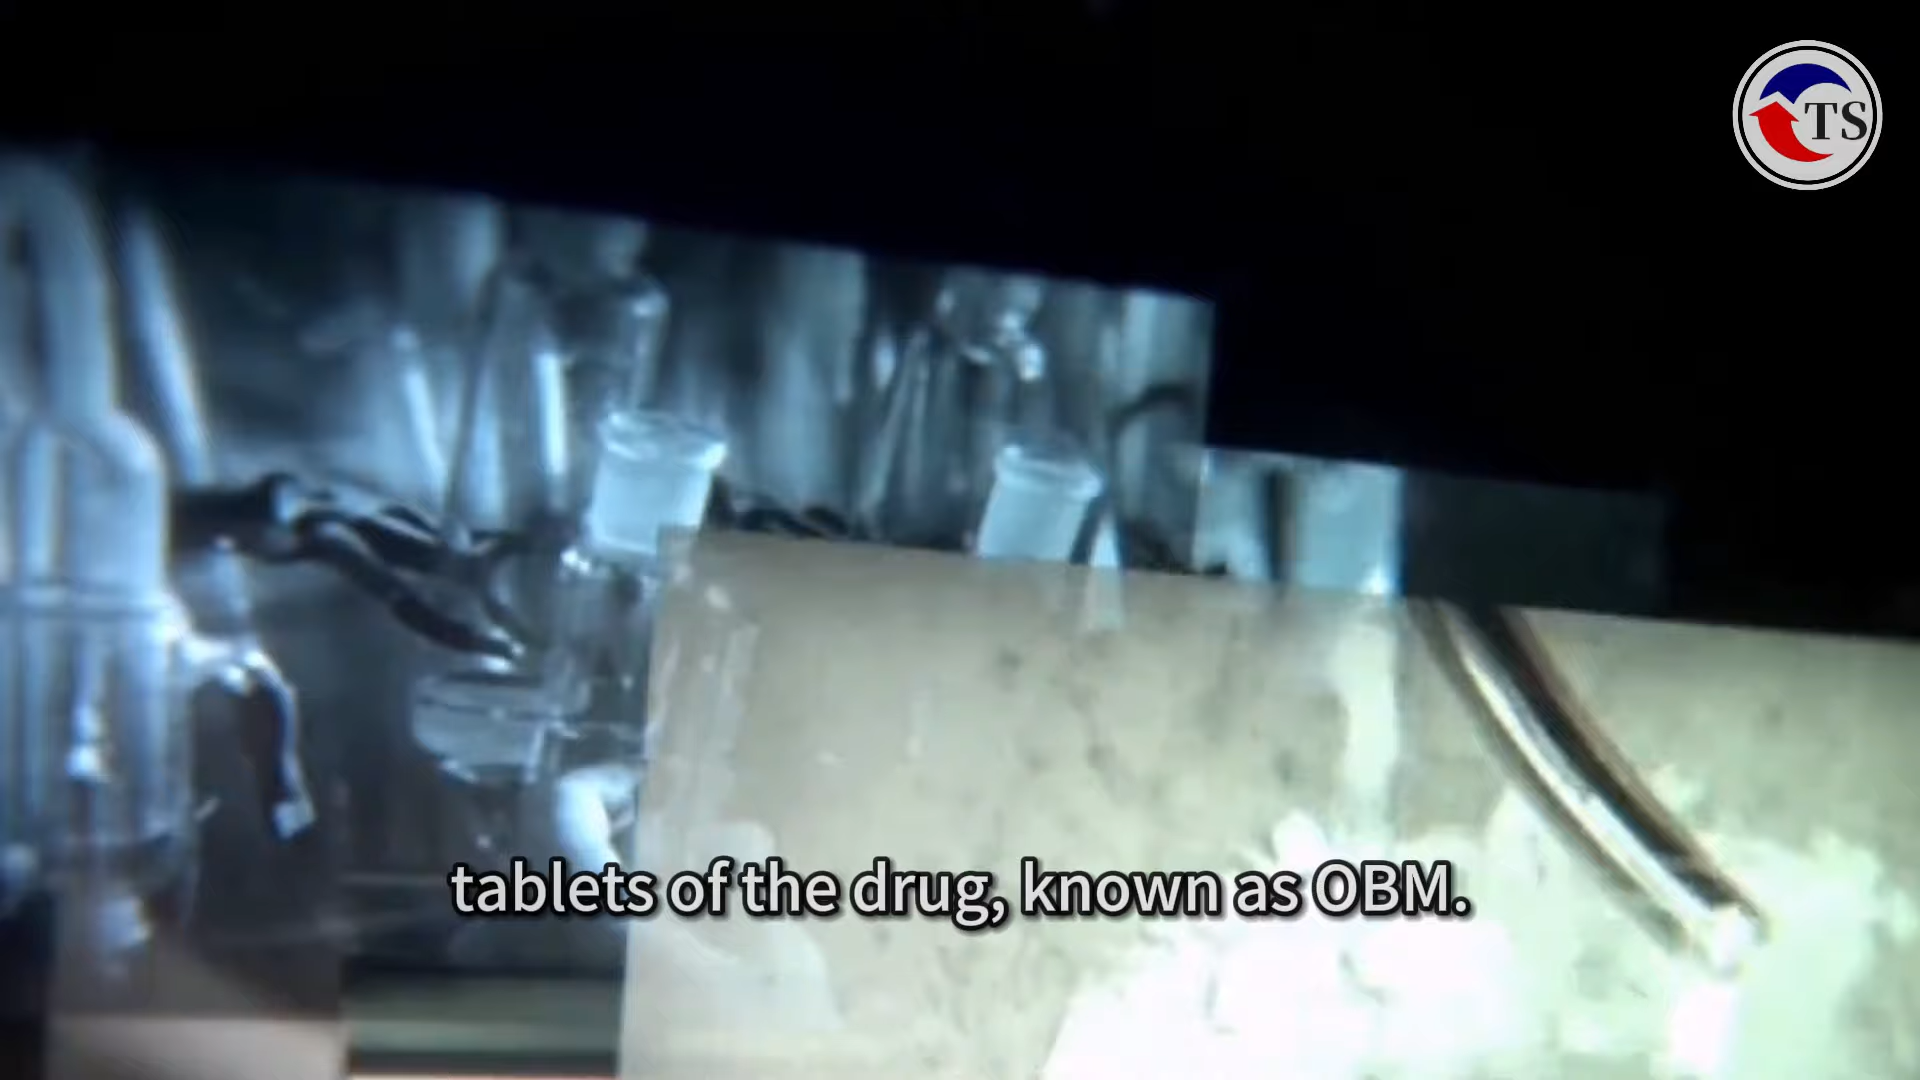 TS
tablets of the drug, known as OBM.